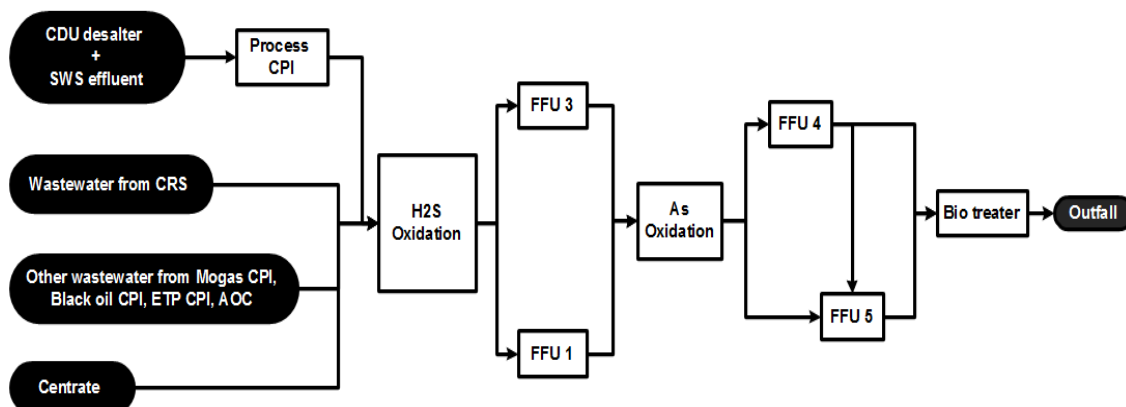 CDU desalter
+
SWS effluent
Process
CPI
Wastewater from CRS
Other wastewater from Mogas CPI,
Black oil CPI, ETP CPI, AOC
Centrate
H2S
Oxidation
FFU 3
FFU 1
As
Oxidation
FFU 4
FFU 5
Bio treater
Outfall